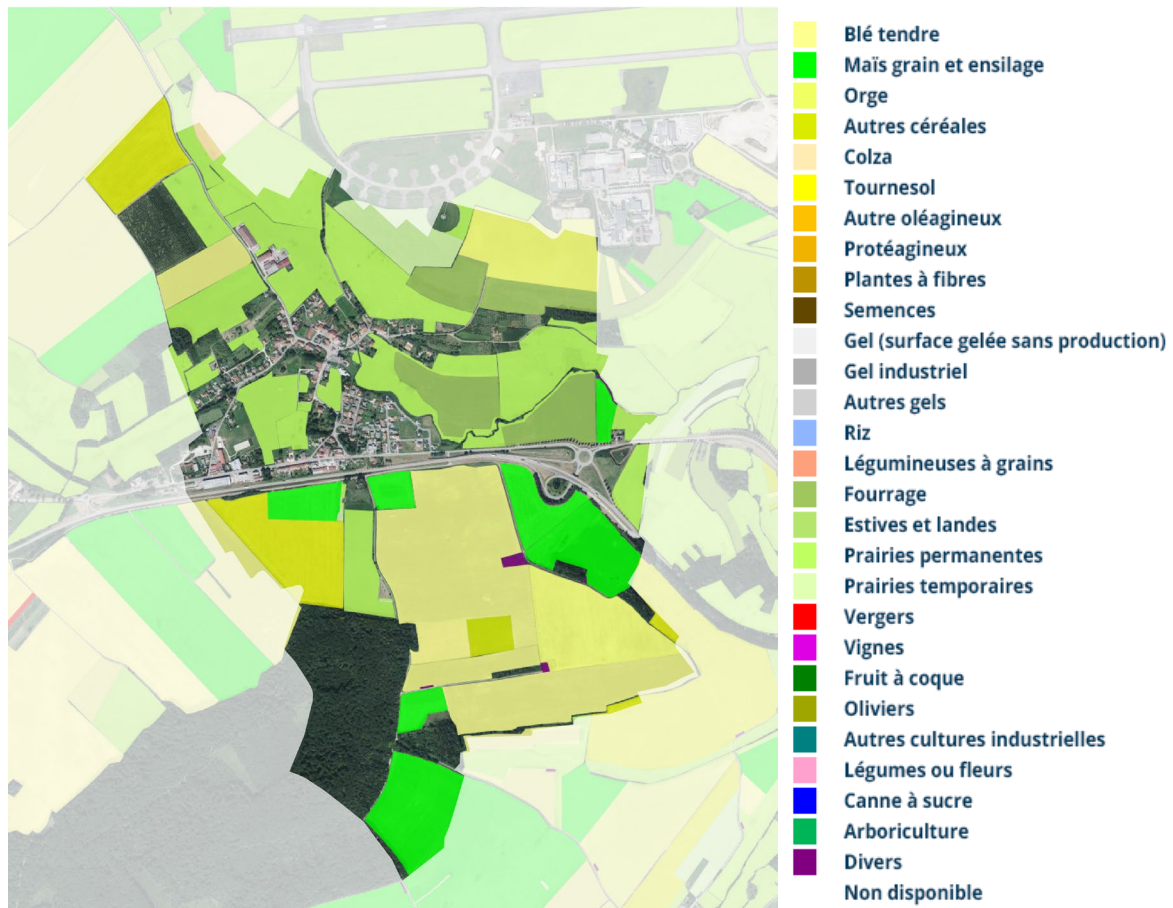 Blé tendre
Maïs grain et ensilage
Orge
Autres céréales
Colza
Tournesol
Autre oléagineux
Protéagineux
Plantes à fibres
Semences
Gel (surface gelée sans production)
Gel industriel
Autres gels
Riz
Légumineuses à grains
Fourrage
Estives et landes
Prairies permanentes
Prairies temporaires
Vergers
Vignes
Fruit à coque
Oliviers
Autres cultures industrielles
Légumes ou fleurs
Canne à sucre
Arboriculture
Divers
Non disponible